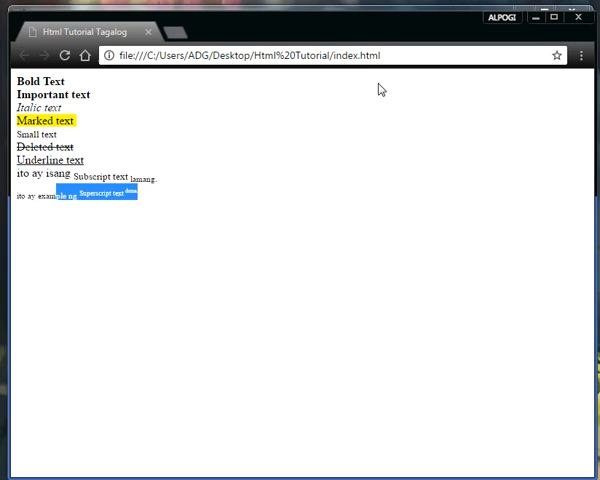 ALPOGI
Html Tutorial Tagalog
file:///C:/Users/ADG/Desktop/Html%20Tutorial/index.html
Bold Text
Important text
Italic text
Marked text
Small text
Deleted text
Underline text
ito ay isang Subscript text lamang.
ito ay example ng Superscript text